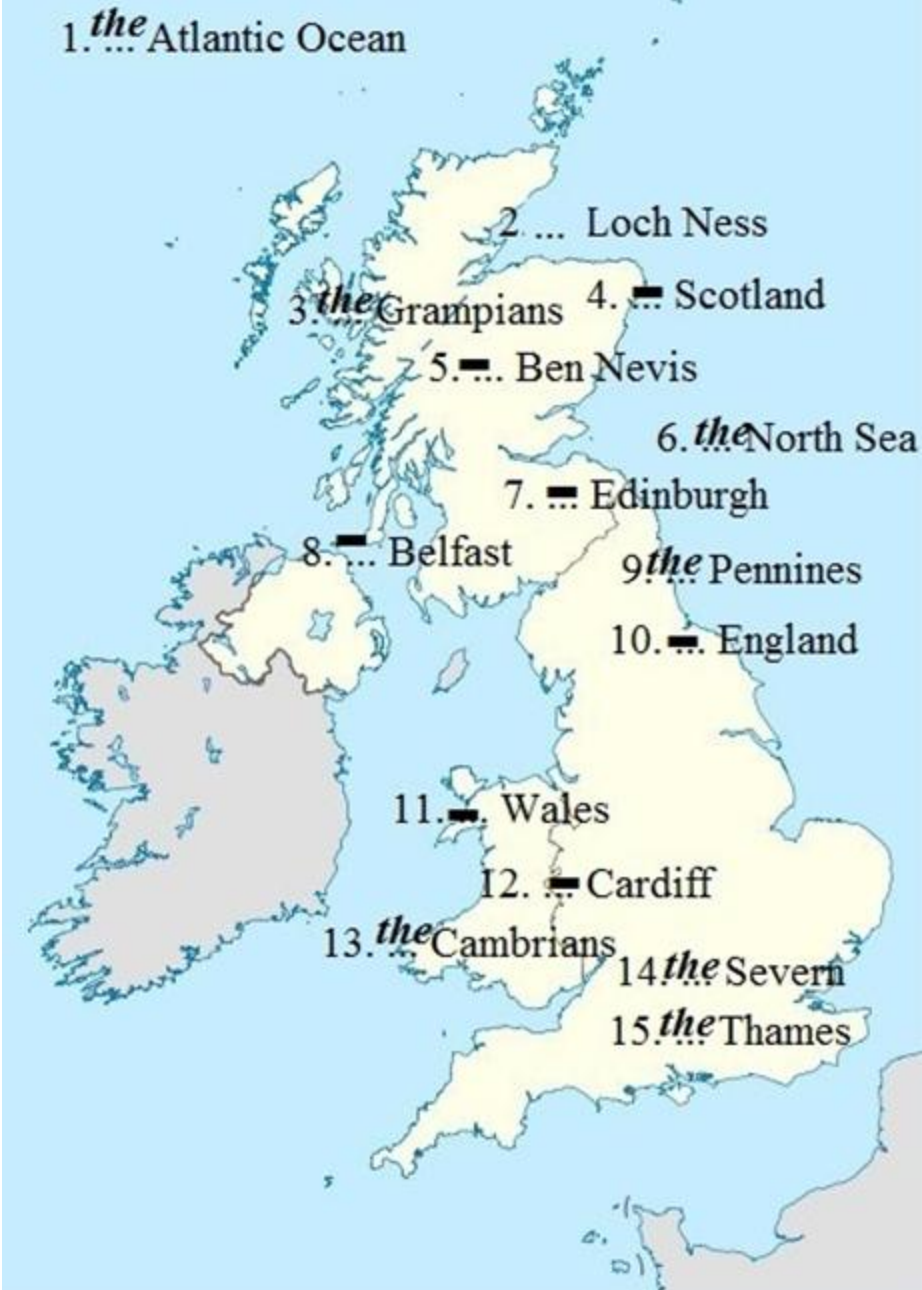 1. the ... Atlantic Ocean
2 ... Loch Ness
3. the ... Grampians
4. – ... Scotland
5. – ... Ben Nevis
6. the ... North Sea
7. – ... Edinburgh
8. – ... Belfast
9. the ... Pennines
10. – ... England
11. – ... Wales
12. – ... Cardiff
13. the ... Cambrians
14. the ... Severn
15. the ... Thames